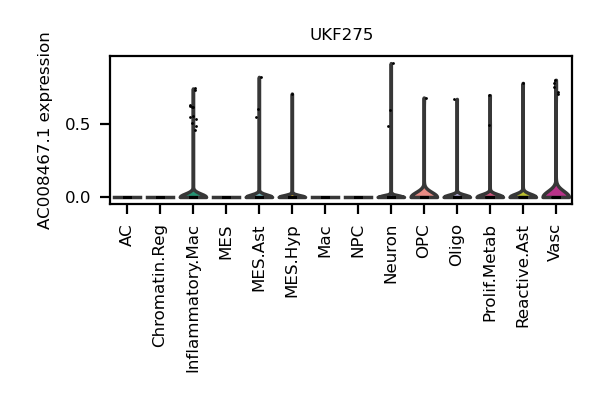 UKF275
AC008467.1 expression
0.5
0.0
AC
Chromatin.Reg
Inflammatory.Mac
MES
MES.Ast
MES.Hyp
Mac
NPC
Neuron
OPC
Oligo
Prolif.Metab
Reactive.Ast
Vasc